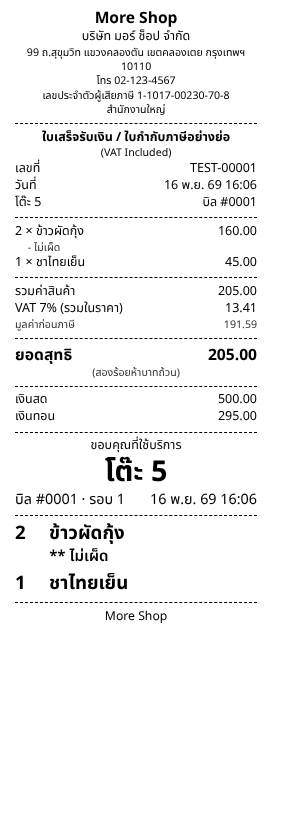 More Shop
บริษัท มอร์ ช็อป จำกัด
99 ถ.สุขุมวิท แขวงคลองตัน เขตคลองเตย กรุงเทพฯ
10110
โทร 02-123-4567
เลขประจำตัวผู้เสียภาษี 1-1017-00230-70-8
สำนักงานใหญ่
ใบเสร็จรับเงิน / ใบกำกับภาษีอย่างย่อ
(VAT Included)
เลขที่ TEST-00001
วันที่ 16 พ.ย. 69 16:06
โต๊ะ 5 บิล #0001
2 × ข้าวผัดกุ้ง 160.00
- ไม่เผ็ด
1 × ชาไทยเย็น 45.00
รวมค่าสินค้า 205.00
VAT 7% (รวมในราคา) 13.41
มูลค่าก่อนภาษี 191.59
ยอดสุทธิ 205.00
(สองร้อยห้าบาทถ้วน)
เงินสด 500.00
เงินทอน 295.00
ขอบคุณที่ใช้บริการ
โต๊ะ 5
บิล #0001 · รอบ 1 16 พ.ย. 69 16:06
2 ข้าวผัดกุ้ง
** ไม่เผ็ด
1 ชาไทยเย็น
More Shop